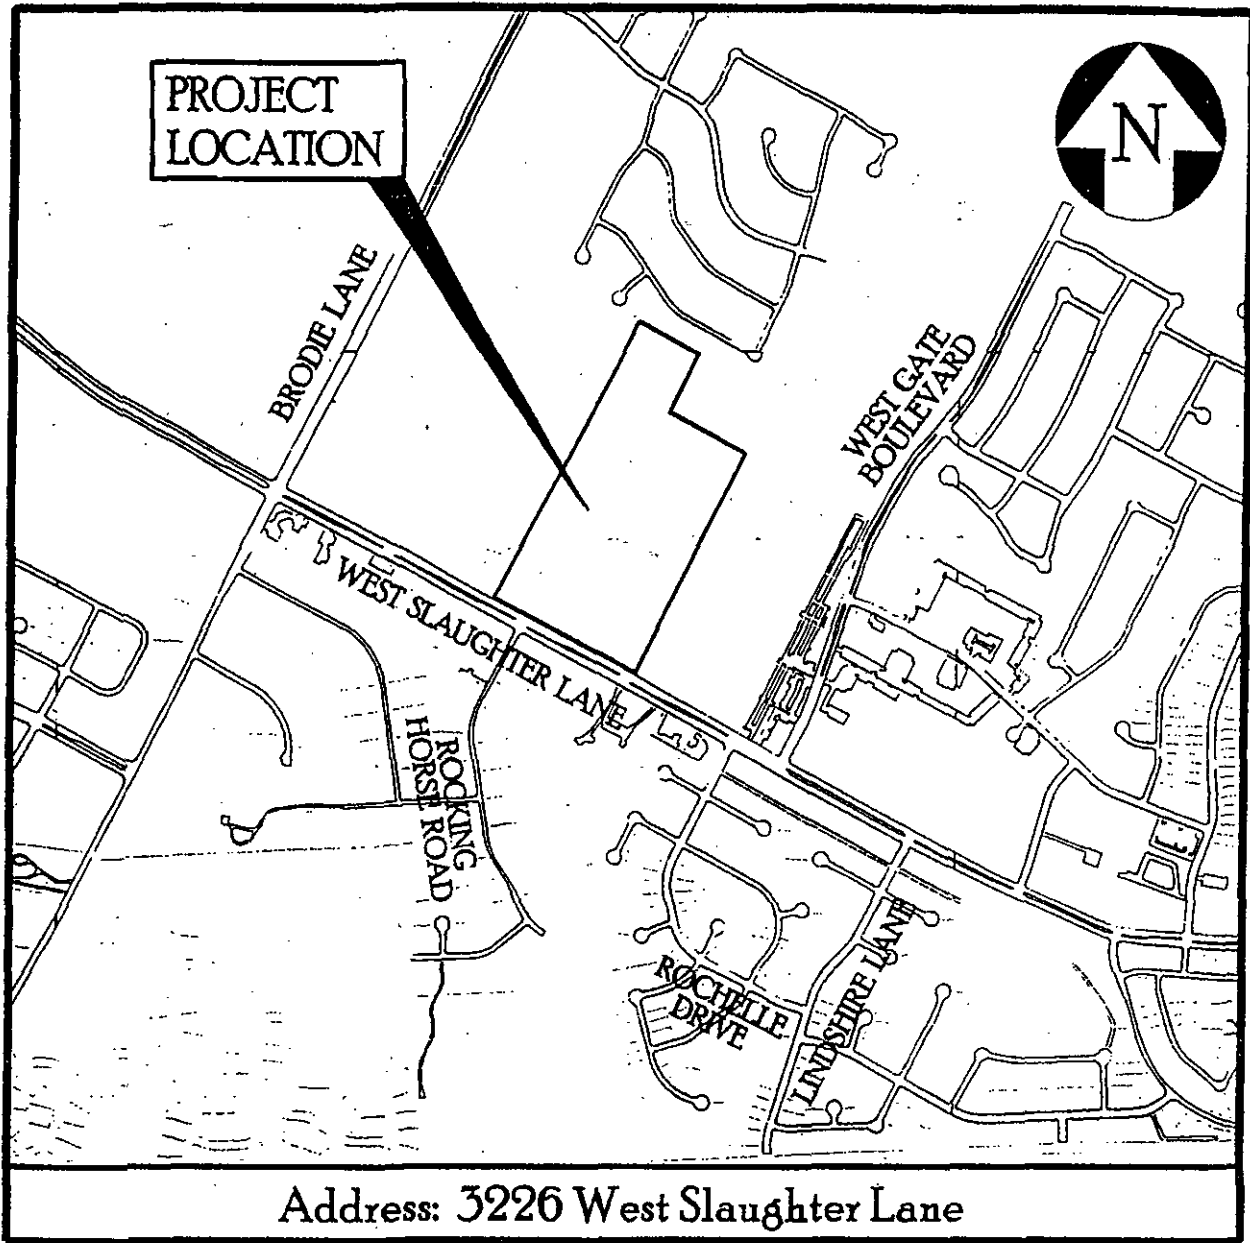 PROJECT
LOCATION
N
BRODIE LANE
WEST GATE
BOULEVARD
WEST SLAUGHTER LANE
ROCKING
HORSE ROAD
ROCHELLE
DRIVE
LINDSHIRE LANE
Address: 3226 West Slaughter Lane